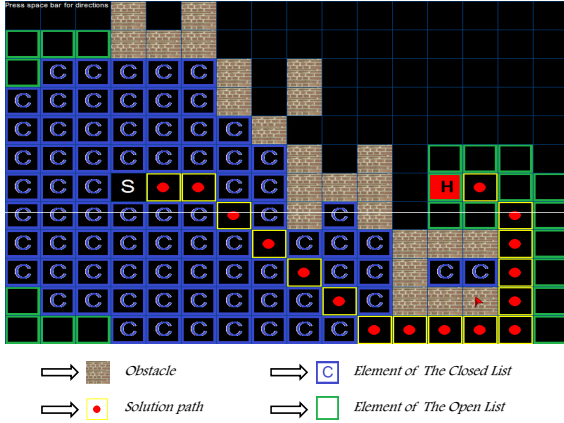 Press space bar for directions.
C C C C C
C C C C C C
C C C C C C C
C C C C C C C C
C C C S C C H
C C C C C C C C
C C C C C C C C C C
C C C C C C C C C C C C
C C C C C C C C C
C C C C C C C
Obstacle
C Element of The Closed List
Solution path
Element of The Open List